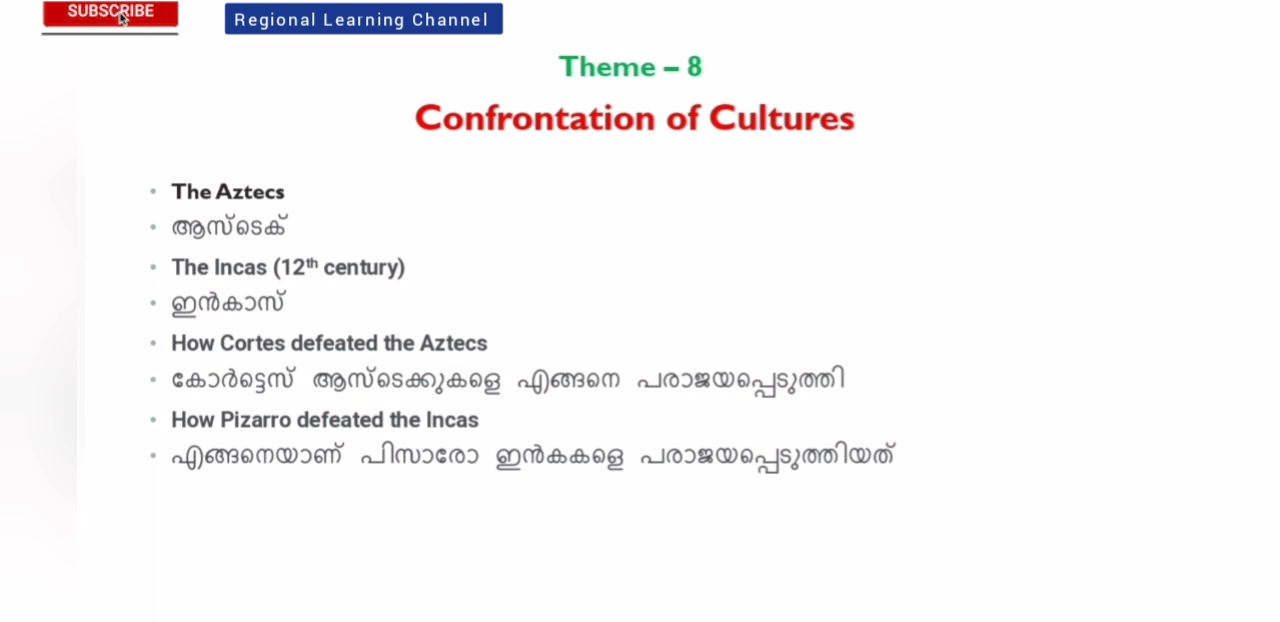 SUBSCRIBE
Regional Learning Channel
Theme – 8
Confrontation of Cultures
• The Aztecs
• ആസ്ടെക്
• The Incas (12th century)
• ഇൻകാസ്
• How Cortes defeated the Aztecs
• കോർട്ടെസ് ആസ്ടെക്കുകളെ എങ്ങനെ പരാജയപ്പെടുത്തി
• How Pizarro defeated the Incas
• എങ്ങനെയാണ് പിസാരോ ഇൻകകളെ പരാജയപ്പെടുത്തിയത്